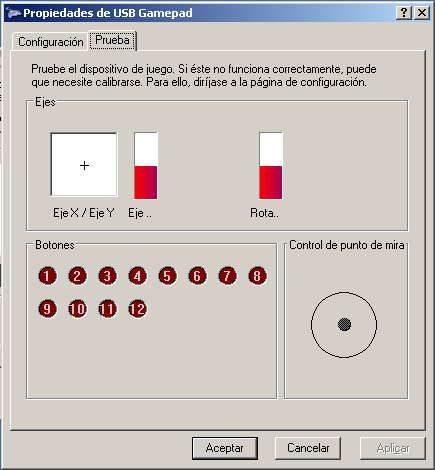 Propiedades de USB Gamepad
Configuración
Prueba
Pruebe el dispositivo de juego. Si éste no funciona correctamente, puede
que necesite calibrarse. Para ello, diríjase a la página de configuración.
Ejes
Eje X / Eje Y
Eje ..
Rota..
Botones
1 2 3 4 5 6 7 8
9 10 11 12
Control de punto de mira
Aceptar
Cancelar
Aplicar